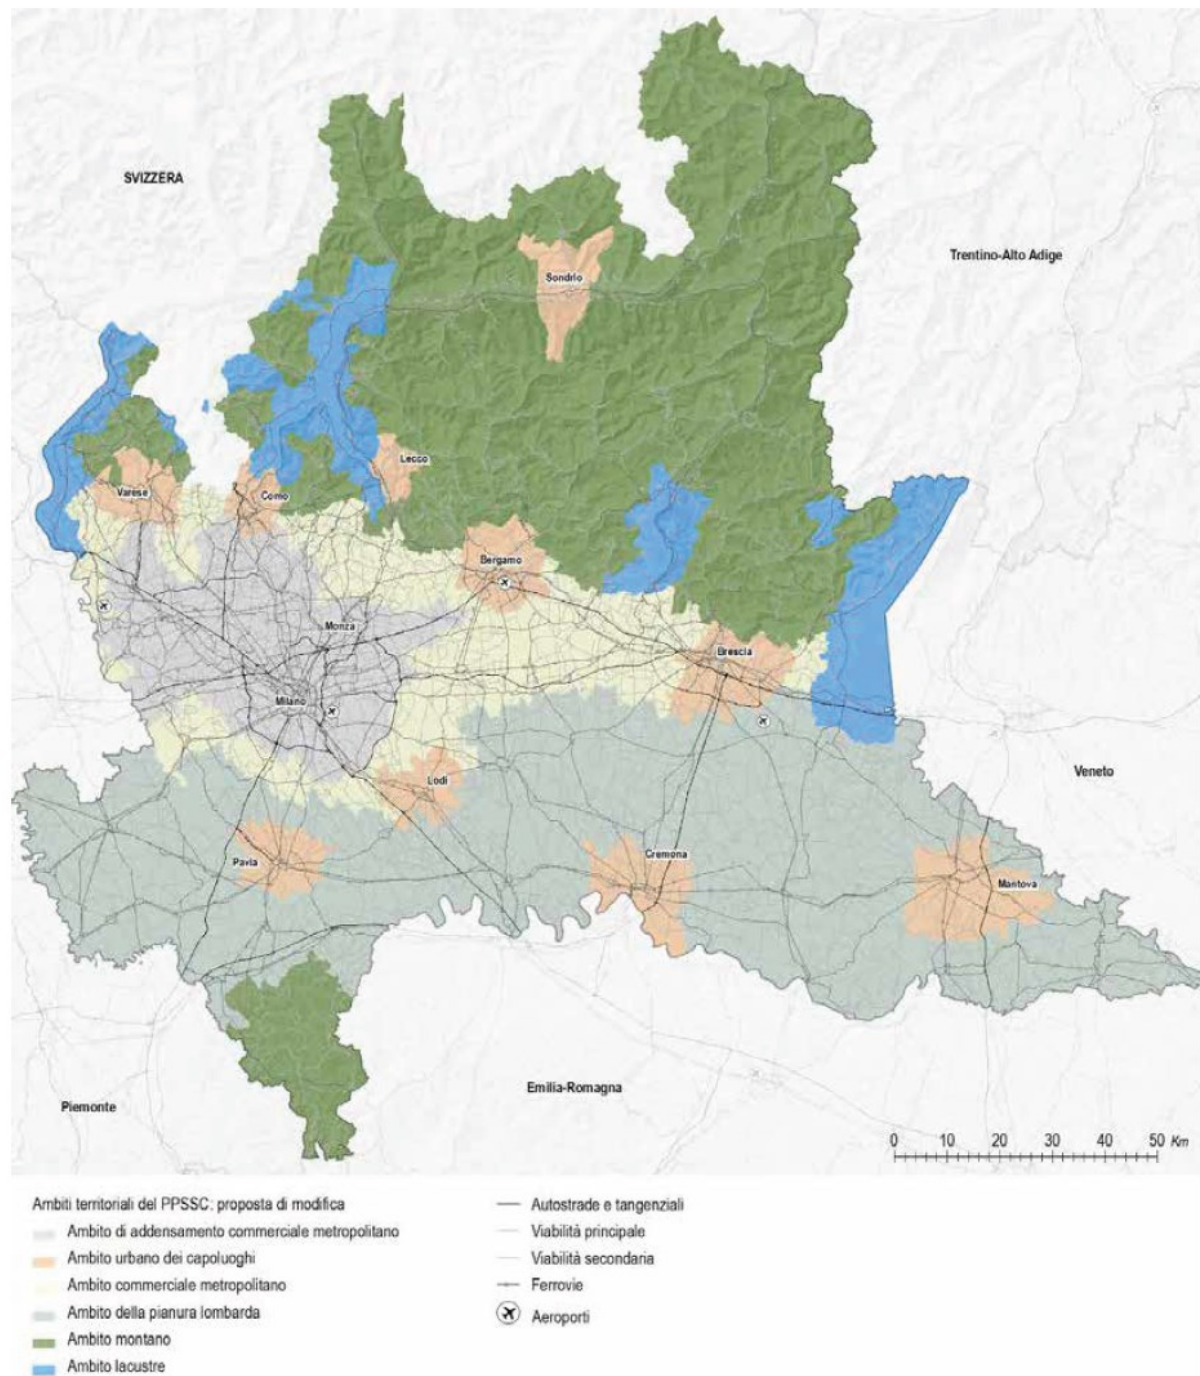 SVIZZERA
Trentino-Alto Adige
Sondrio
Lecco
Varese
Como
Bergamo
Monza
Brescia
Milano
Veneto
Lodi
Pavia
Cremona
Mantova
Emilia-Romagna
Piemonte
0 10 20 30 40 50 Km
Ambiti territoriali del PPSSC: proposta di modifica
Ambito di addensamento commerciale metropolitano
Ambito urbano dei capoluoghi
Ambito commerciale metropolitano
Ambito della pianura lombarda
Ambito montano
Ambito lacustre
Autostrade e tangenziali
Viabilità principale
Viabilità secondaria
Ferrovie
Aeroporti